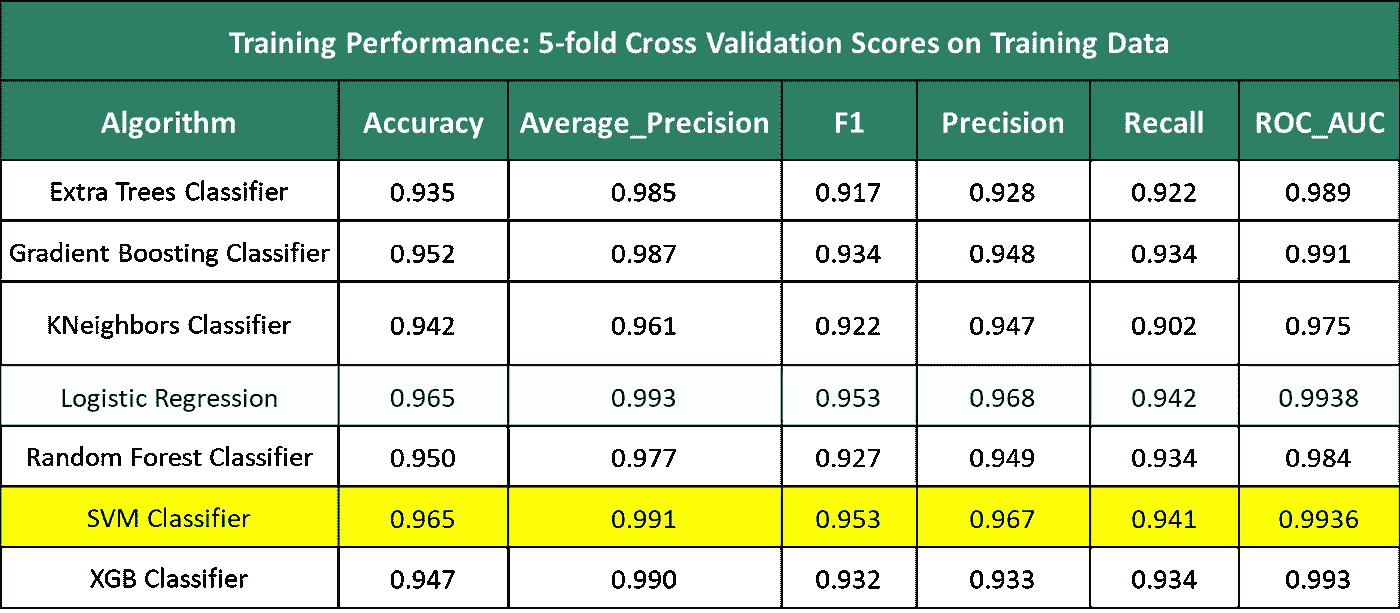 Training Performance: 5-fold Cross Validation Scores on Training Data
Algorithm Accuracy Average_Precision F1 Precision Recall ROC_AUC
Extra Trees Classifier 0.935 0.985 0.917 0.928 0.922 0.989
Gradient Boosting Classifier 0.952 0.987 0.934 0.948 0.934 0.991
KNeighbors Classifier 0.942 0.961 0.922 0.947 0.902 0.975
Logistic Regression 0.965 0.993 0.953 0.968 0.942 0.9938
Random Forest Classifier 0.950 0.977 0.927 0.949 0.934 0.984
SVM Classifier 0.965 0.991 0.953 0.967 0.941 0.9936
XGB Classifier 0.947 0.990 0.932 0.933 0.934 0.993